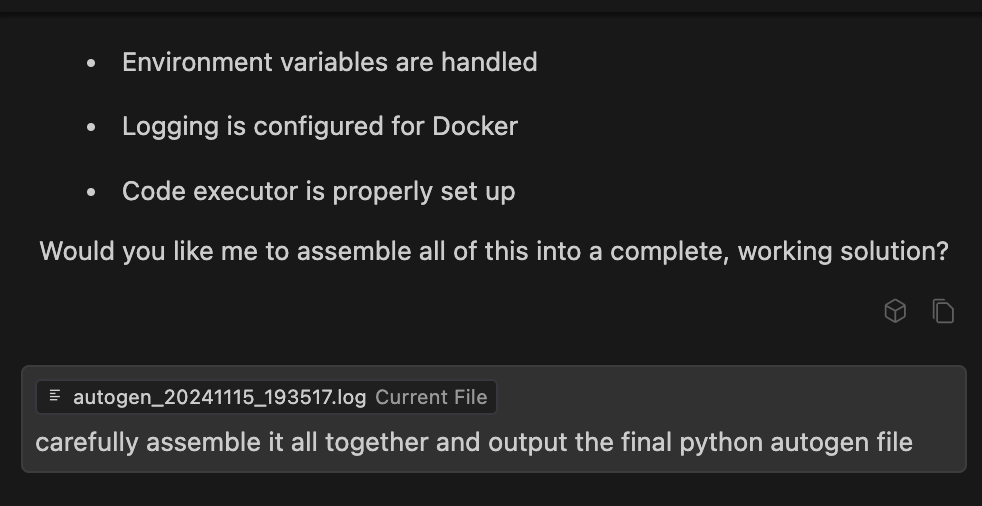 • Environment variables are handled
• Logging is configured for Docker
• Code executor is properly set up
Would you like me to assemble all of this into a complete, working solution?
autogen_20241115_193517.log Current File
carefully assemble it all together and output the final python autogen file